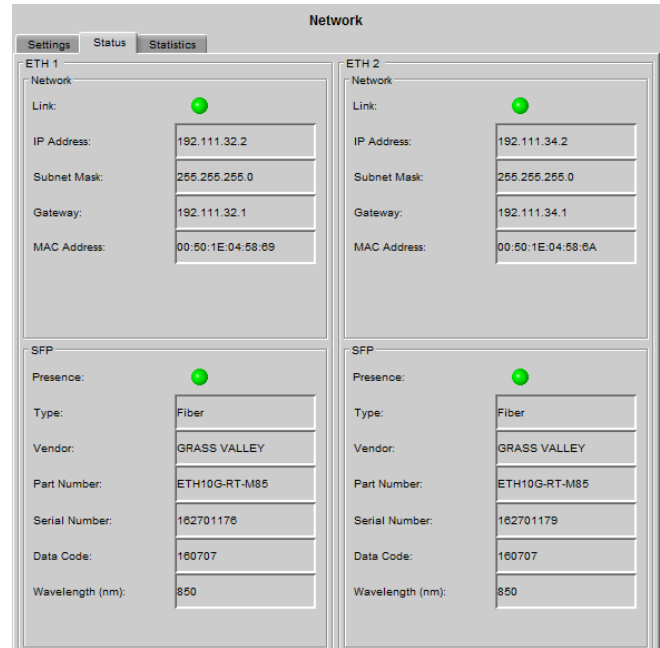 Network
Settings Status Statistics
ETH 1
Network
Link:
IP Address: 192.111.32.2
Subnet Mask: 255.255.255.0
Gateway: 192.111.32.1
MAC Address: 00:50:1E:04:58:69
SFP
Presence:
Type: Fiber
Vendor: GRASS VALLEY
Part Number: ETH10G-RT-M85
Serial Number: 162701176
Data Code: 160707
Wavelength (nm): 850
ETH 2
Network
Link:
IP Address: 192.111.34.2
Subnet Mask: 255.255.255.0
Gateway: 192.111.34.1
MAC Address: 00:50:1E:04:58:6A
SFP
Presence:
Type: Fiber
Vendor: GRASS VALLEY
Part Number: ETH10G-RT-M85
Serial Number: 162701179
Data Code: 160707
Wavelength (nm): 850